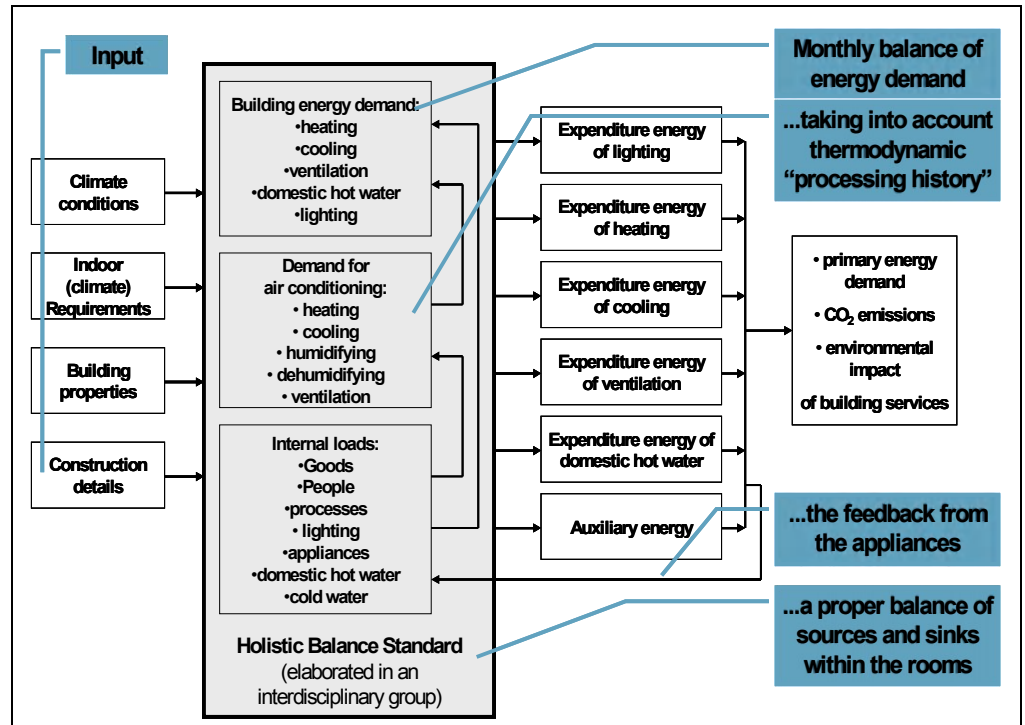 Input
Climate
conditions
Indoor
(climate)
Requirements
Building
properties
Construction
details
Building energy demand:
•heating
•cooling
•ventilation
•domestic hot water
•lighting
Demand for
air conditioning:
• heating
• cooling
• humidifying
• dehumidifying
• ventilation
Internal loads:
•Goods
•People
•processes
• lighting
•appliances
•domestic hot water
•cold water
Holistic Balance Standard
(elaborated in an
interdisciplinary group)
Expenditure energy
of lighting
Expenditure energy
of heating
Expenditure energy
of cooling
Expenditure energy
of ventilation
Expenditure energy of
domestic hot water
Auxiliary energy
Monthly balance of
energy demand
...taking into account
thermodynamic
“processing history”
• primary energy
demand
• CO₂ emissions
• environmental
impact
of building services
...the feedback from
the appliances
...a proper balance of
sources and sinks
within the rooms